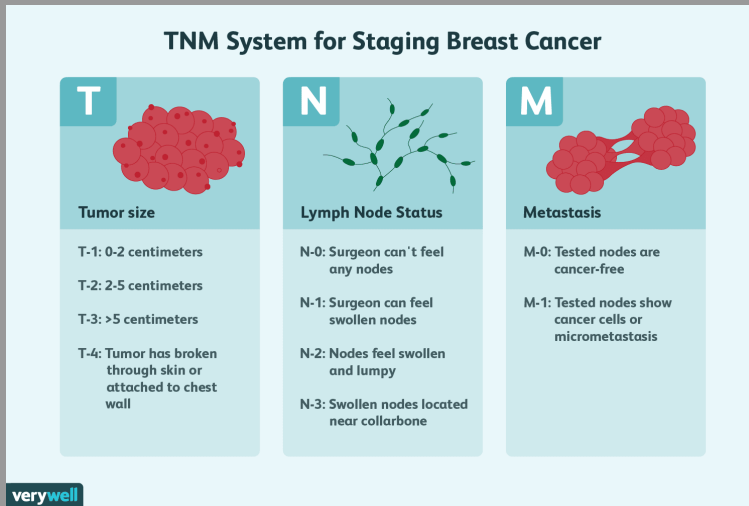 TNM System for Staging Breast Cancer
T
Tumor size
T-1: 0-2 centimeters
T-2: 2-5 centimeters
T-3: >5 centimeters
T-4: Tumor has broken
through skin or
attached to chest
wall
N
Lymph Node Status
N-0: Surgeon can't feel
any nodes
N-1: Surgeon can feel
swollen nodes
N-2: Nodes feel swollen
and lumpy
N-3: Swollen nodes located
near collarbone
M
Metastasis
M-0: Tested nodes are
cancer-free
M-1: Tested nodes show
cancer cells or
micrometastasis
verywell